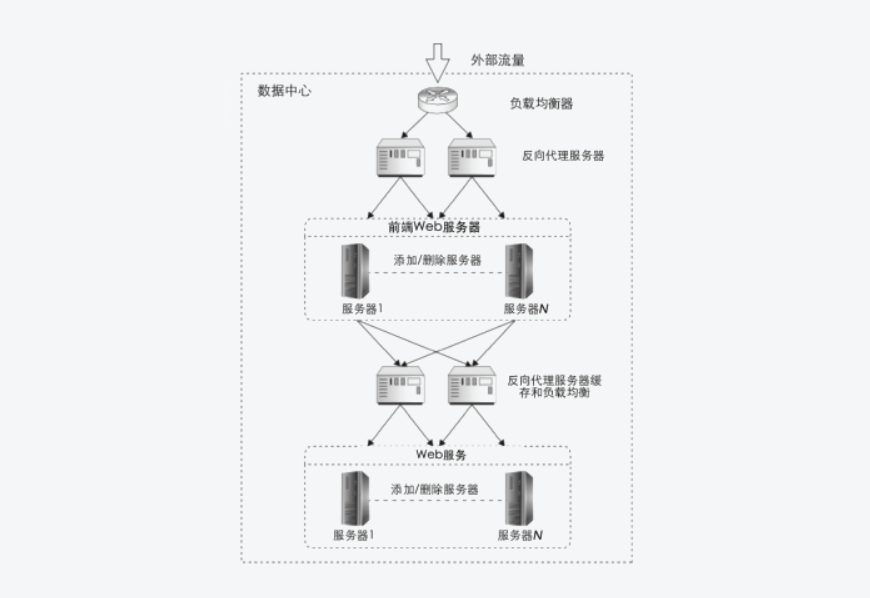 外部流量
数据中心
负载均衡器
反向代理服务器
前端Web服务器
添加/删除服务器
服务器1
服务器N
反向代理服务器缓
存和负载均衡
Web服务
添加/删除服务器
服务器1
服务器N